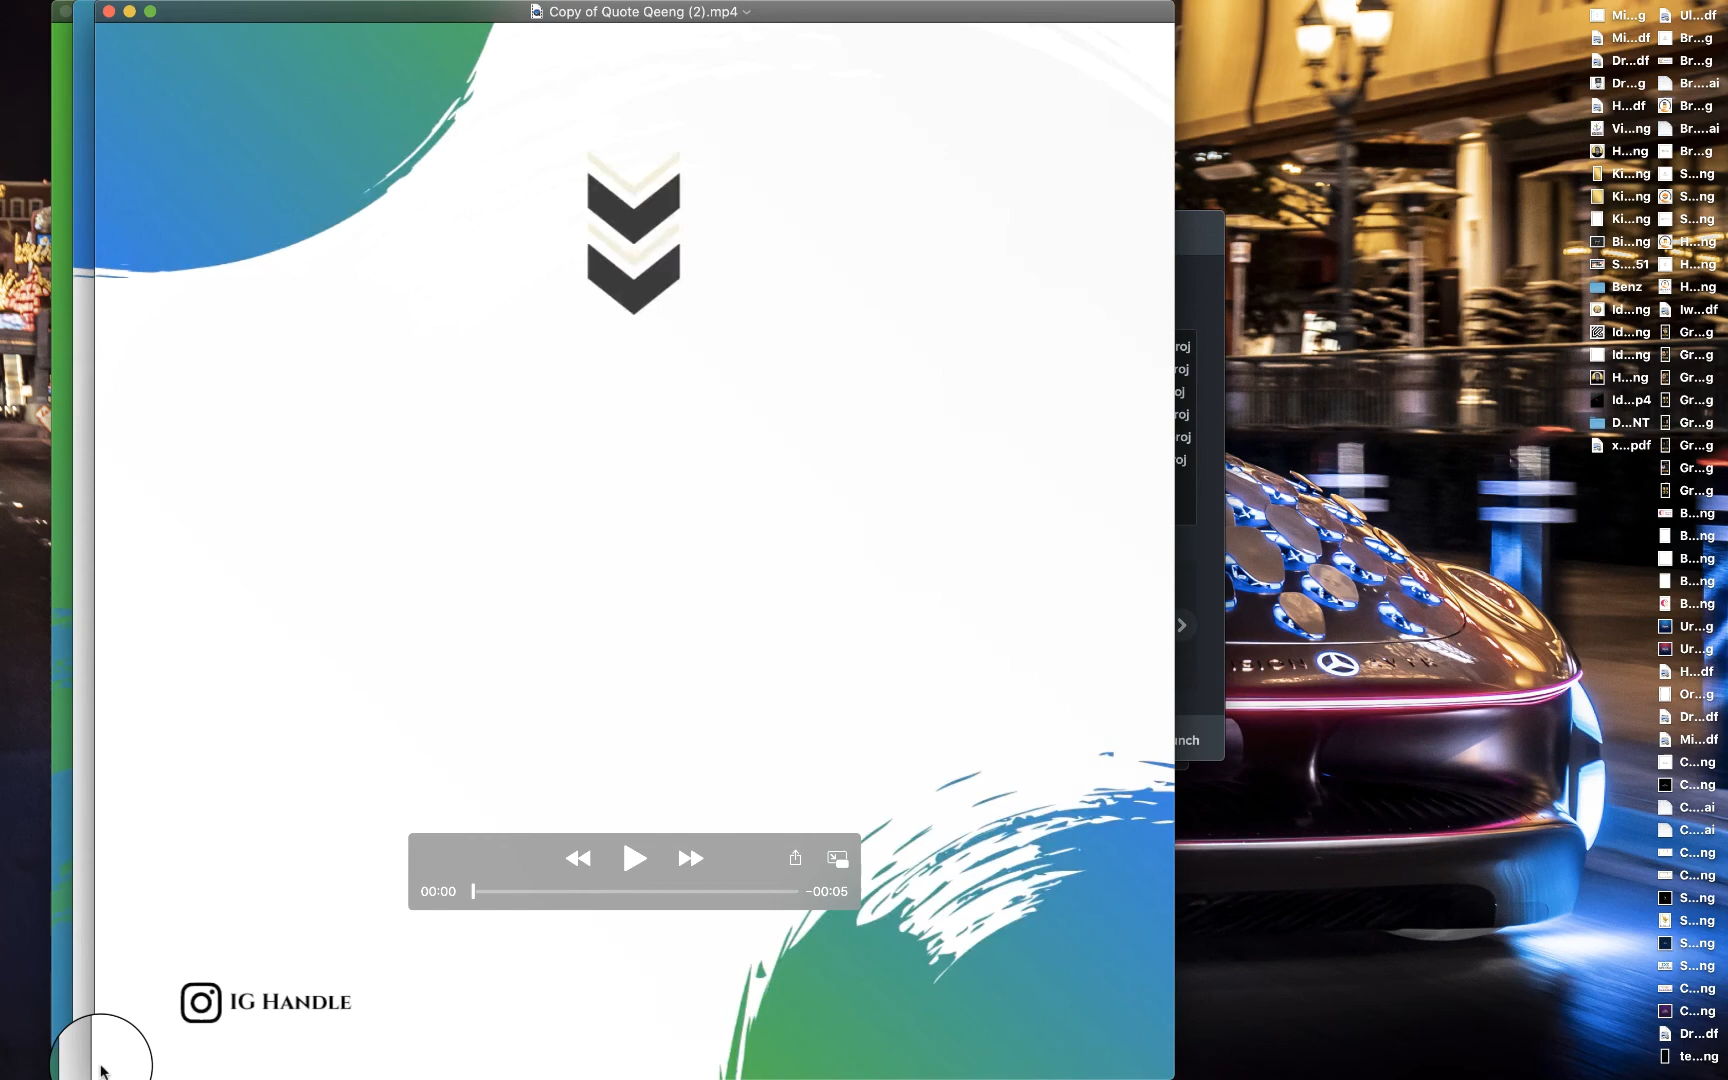 Copy of Quote Qeeng (2).mp4
00:00
-00:05
IG Handle
roj
roj
oj
roj
roj
oj
unch
Mi...g
Mi...df
Dr...df
Dr...g
H...df
Vi...ng
H...ng
Ki...ng
Ki...ng
Ki...ng
Bi...ng
S....51
Benz
Id...ng
Id...ng
Id...ng
H...ng
Id...p4
D...NT
x...pdf
Ul...df
Br...g
Br...g
Br....ai
Br...g
Br....ai
Br...g
S...ng
S...ng
S...ng
H...ng
H...ng
H...ng
Iw...df
Gr...g
Gr...g
Gr...g
Gr...g
Gr...g
Gr...g
Gr...g
Gr...g
B...ng
B...ng
B...ng
B...ng
B...ng
Ur...g
Ur...g
H...df
Or...g
Dr...df
Mi...df
C...ng
C...ng
C....ai
C....ai
C...ng
C...ng
S...ng
S...ng
S...ng
S...ng
C...ng
C...ng
Dr...df
te...ng